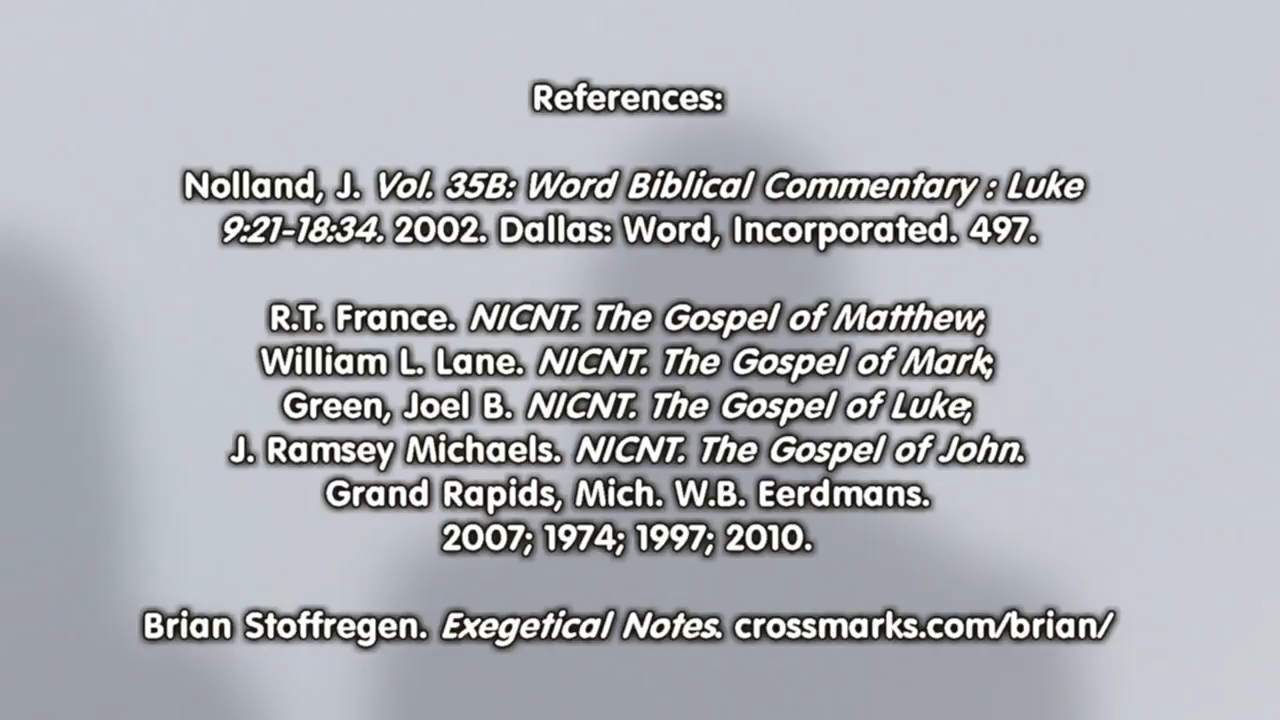 References:
Nolland, J. Vol. 35B: Word Biblical Commentary : Luke
9:21-18:34. 2002. Dallas: Word, Incorporated. 497.
R.T. France. NICNT. The Gospel of Matthew;
William L. Lane. NICNT. The Gospel of Mark;
Green, Joel B. NICNT. The Gospel of Luke;
J. Ramsey Michaels. NICNT. The Gospel of John.
Grand Rapids, Mich. W.B. Eerdmans.
2007; 1974; 1997; 2010.
Brian Stoffregen. Exegetical Notes. crossmarks.com/brian/